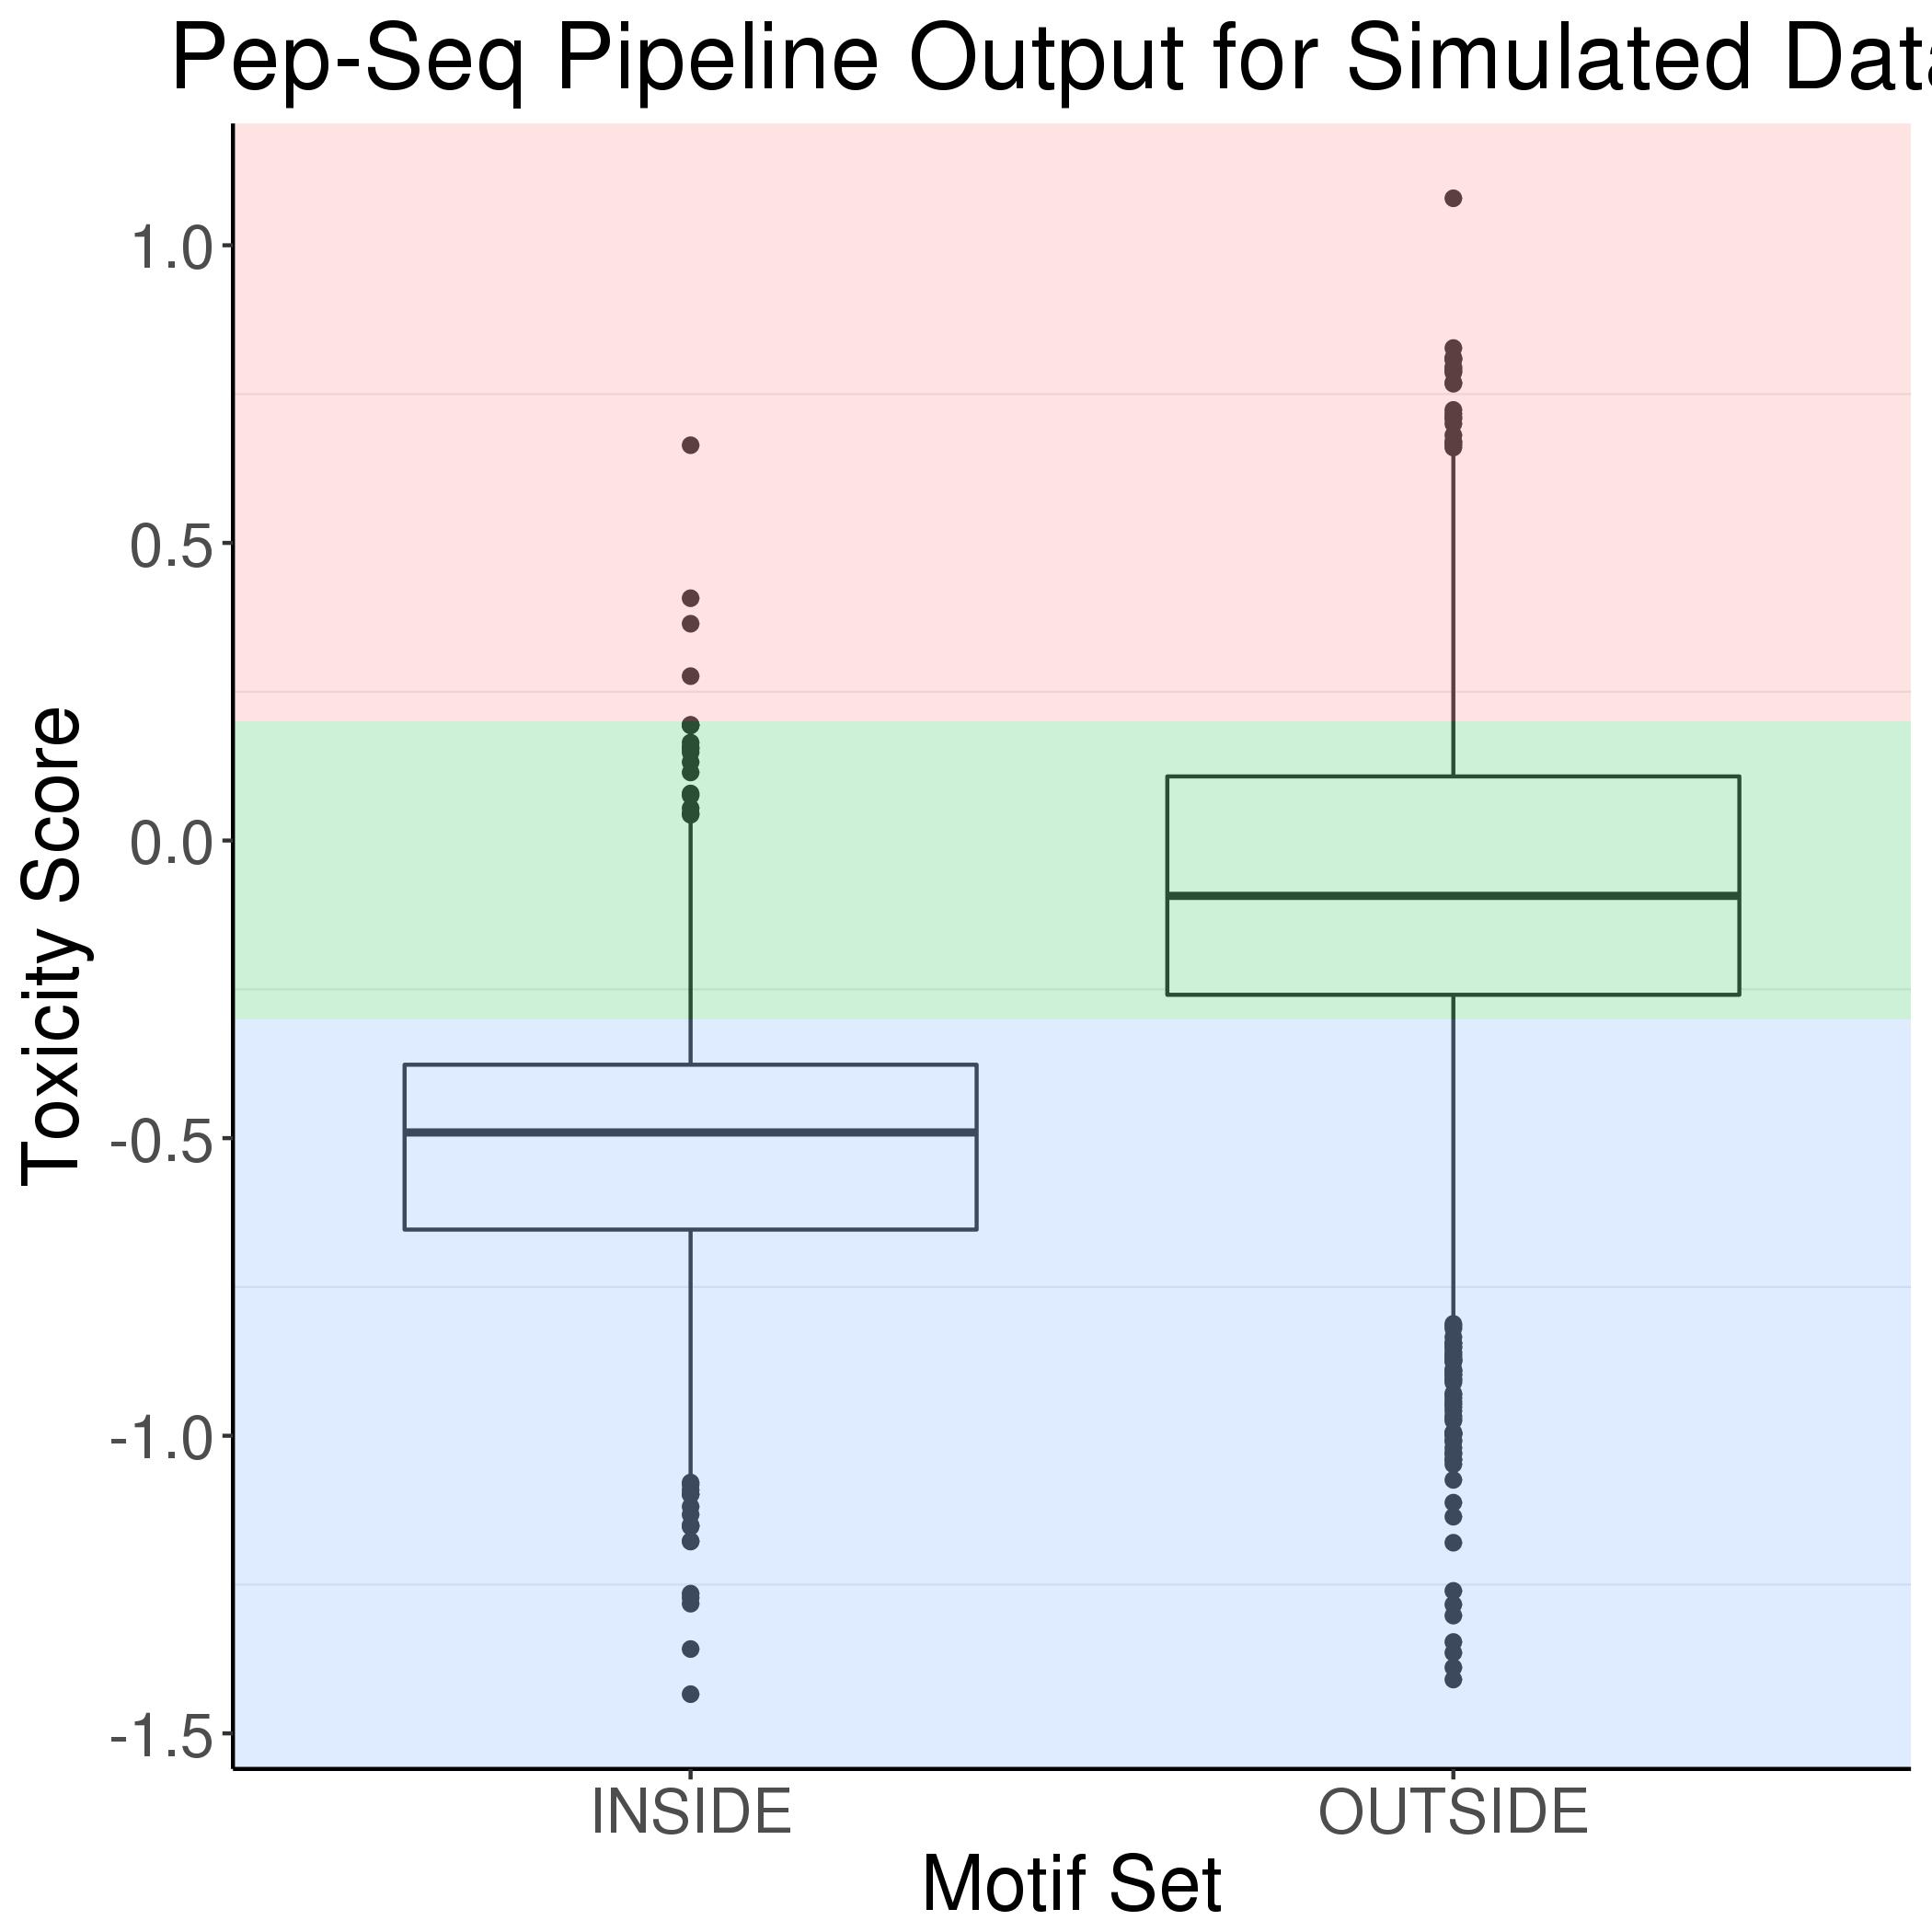 Pep-Seq Pipeline Output for Simulated Data
1.0
0.5
0.0
-0.5
-1.0
-1.5
Toxicity Score
INSIDE OUTSIDE
Motif Set